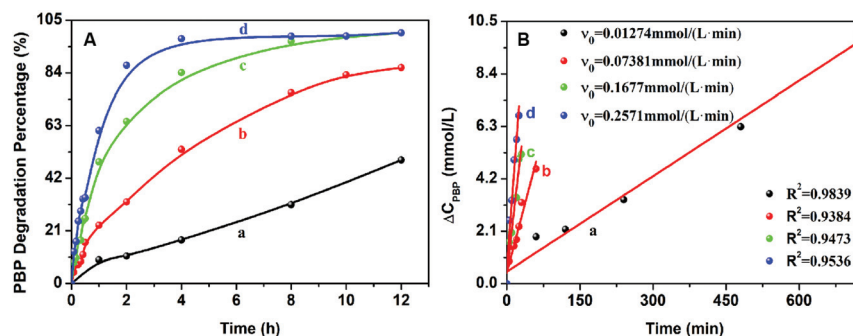 A
PBP Degradation Percentage (%)
105
84
63
42
21
0
d
c
b
a
0 2 4 6 8 10 12
Time (h)
B
ΔC_PBP (mmol/L)
10.5
8.4
6.3
4.2
2.1
0.0
ν₀=0.01274mmol/(L·min)
ν₀=0.07381mmol/(L·min)
ν₀=0.1677mmol/(L·min)
ν₀=0.2571mmol/(L·min)
d
c
b
a
R²=0.9839
R²=0.9384
R²=0.9473
R²=0.9536
0 150 300 450 600
Time (min)